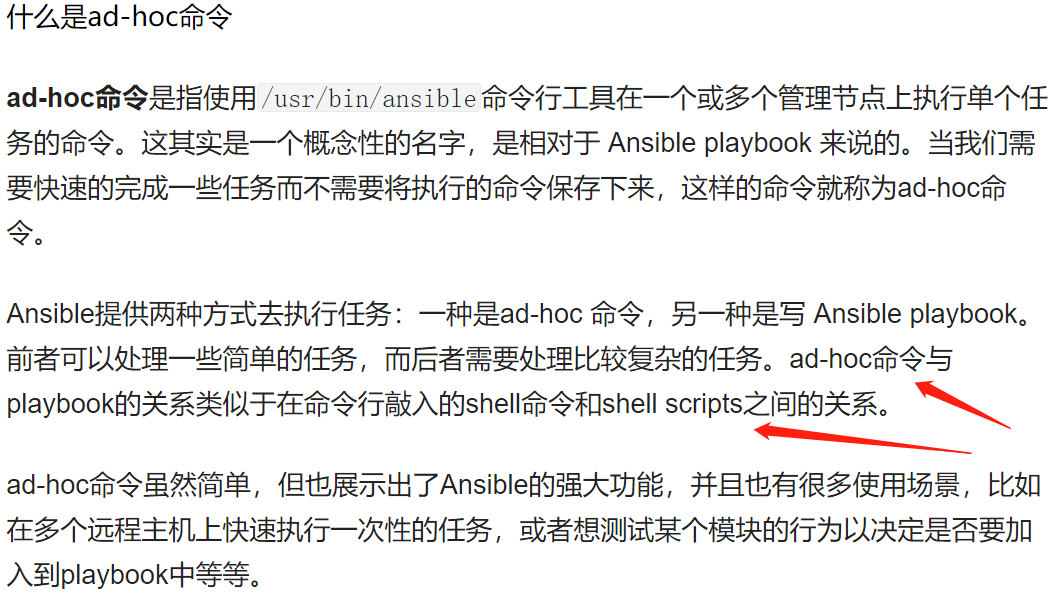 什么是ad-hoc命令
ad-hoc命令是指使用/usr/bin/ansible命令行工具在一个或多个管理节点上执行单个任
务的命令。这其实是一个概念性的名字，是相对于 Ansible playbook 来说的。当我们需
要快速的完成一些任务而不需要将执行的命令保存下来，这样的命令就称为ad-hoc命
令。
Ansible提供两种方式去执行任务：一种是ad-hoc 命令，另一种是写 Ansible playbook。
前者可以处理一些简单的任务，而后者需要处理比较复杂的任务。ad-hoc命令与
playbook的关系类似于在命令行敲入的shell命令和shell scripts之间的关系。
ad-hoc命令虽然简单，但也展示出了Ansible的强大功能，并且也有很多使用场景，比如
在多个远程主机上快速执行一次性的任务，或者想测试某个模块的行为以决定是否要加
入到playbook中等等。